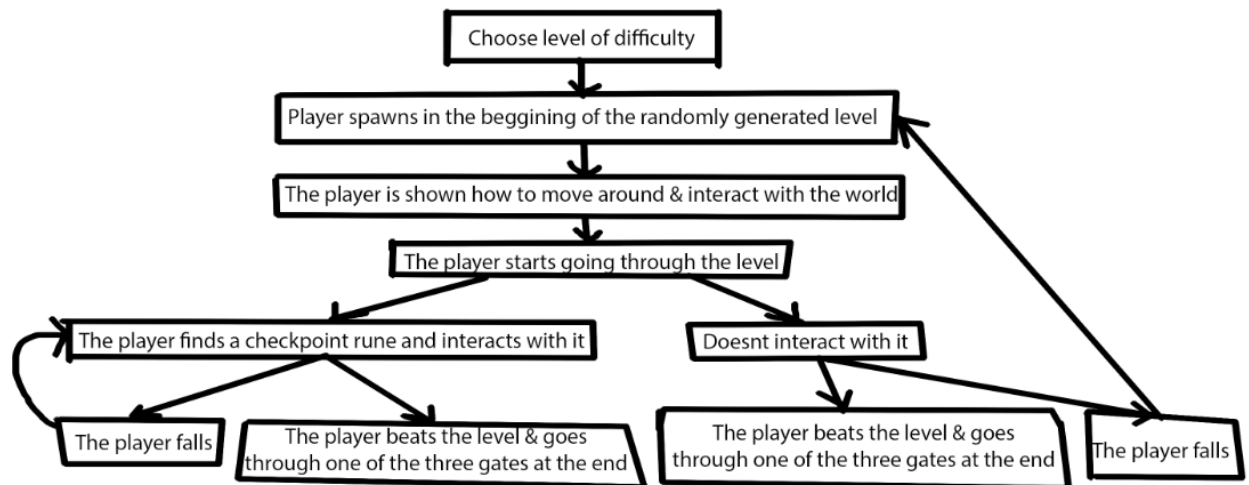 Choose level of difficulty
Player spawns in the beggining of the randomly generated level
The player is shown how to move around & interact with the world
The player starts going through the level
The player finds a checkpoint rune and interacts with it
Doesnt interact with it
The player falls
The player beats the level & goes
through one of the three gates at the end
The player beats the level & goes
through one of the three gates at the end
The player falls